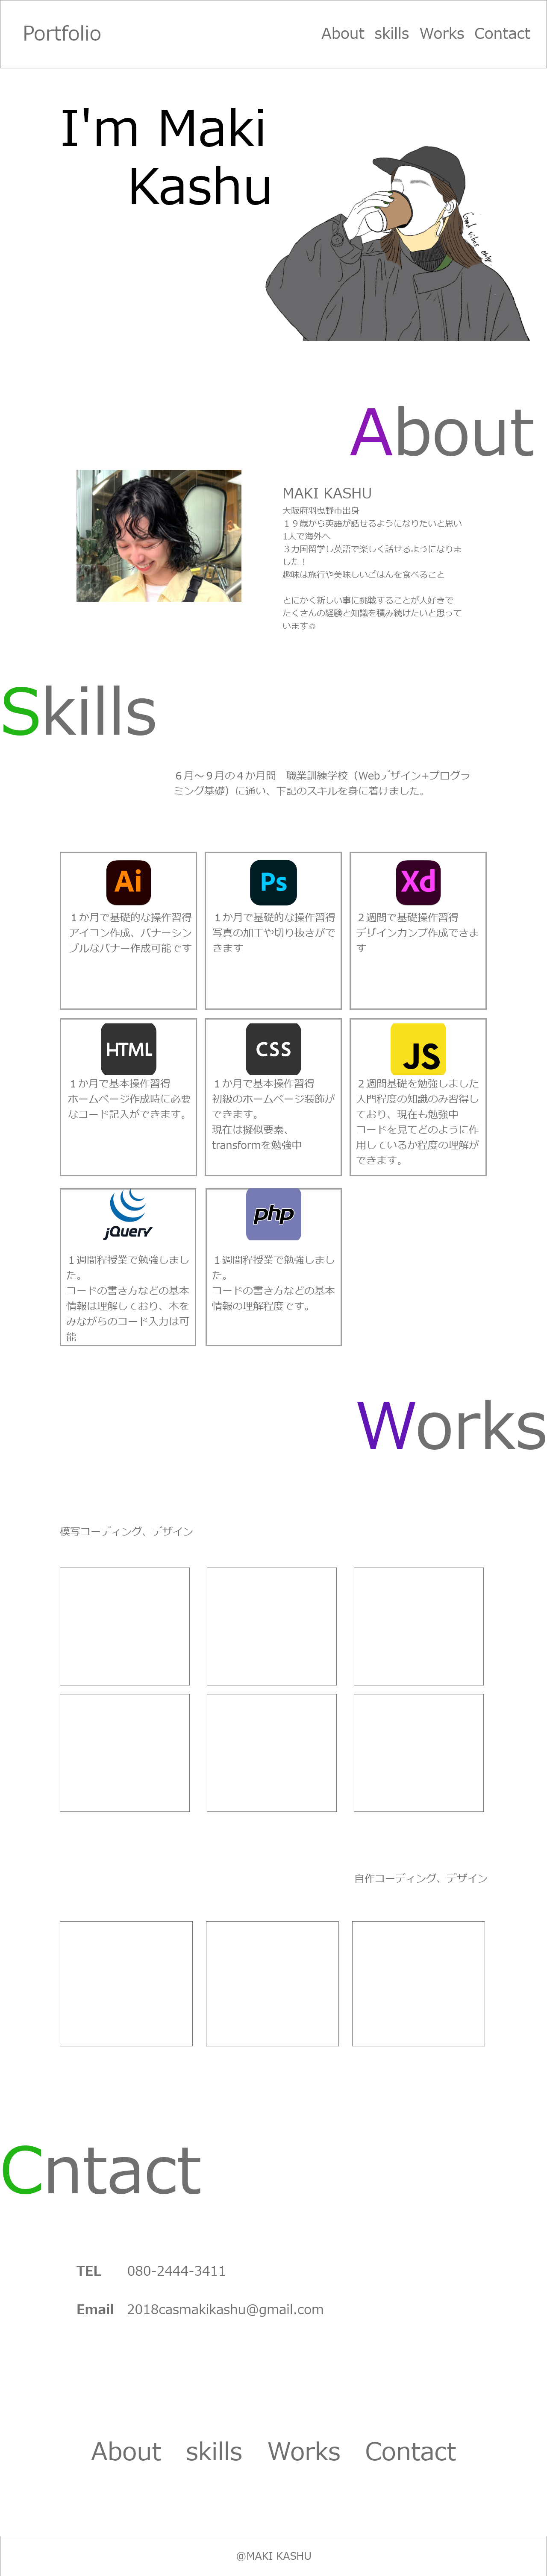 Portfolio
About skills Works Contact
I'm Maki
Kashu
Good vibes only.
About
MAKI KASHU
大阪府羽曳野市出身
１９歳から英語が話せるようになりたいと思い
1人で海外へ
３カ国留学し英語で楽しく話せるようになりま
した！
趣味は旅行や美味しいごはんを食べること
とにかく新しい事に挑戦することが大好きで
たくさんの経験と知識を積み続けたいと思って
います☺
Skills
６月～９月の４か月間　職業訓練学校（Webデザイン+プログラ
ミング基礎）に通い、下記のスキルを身に着けました。
Ai
１か月で基礎的な操作習得
アイコン作成、バナーシン
プルなバナー作成可能です
Ps
１か月で基礎的な操作習得
写真の加工や切り抜きがで
きます
Xd
２週間で基礎操作習得
デザインカンプ作成できま
す
HTML
１か月で基本操作習得
ホームページ作成時に必要
なコード記入ができます。
CSS
１か月で基本操作習得
初級のホームページ装飾が
できます。
現在は擬似要素、
transformを勉強中
JS
２週間基礎を勉強しました
入門程度の知識のみ習得し
ており、現在も勉強中
コードを見てどのように作
用しているか程度の理解が
できます。
jQuery
１週間程授業で勉強しまし
た。
コードの書き方などの基本
情報は理解しており、本を
みながらのコード入力は可
能
php
１週間程授業で勉強しまし
た。
コードの書き方などの基本
情報の理解程度です。
Works
模写コーディング、デザイン
自作コーディング、デザイン
Cntact
TEL 080-2444-3411
Email 2018casmakikashu@gmail.com
About skills Works Contact
@MAKI KASHU